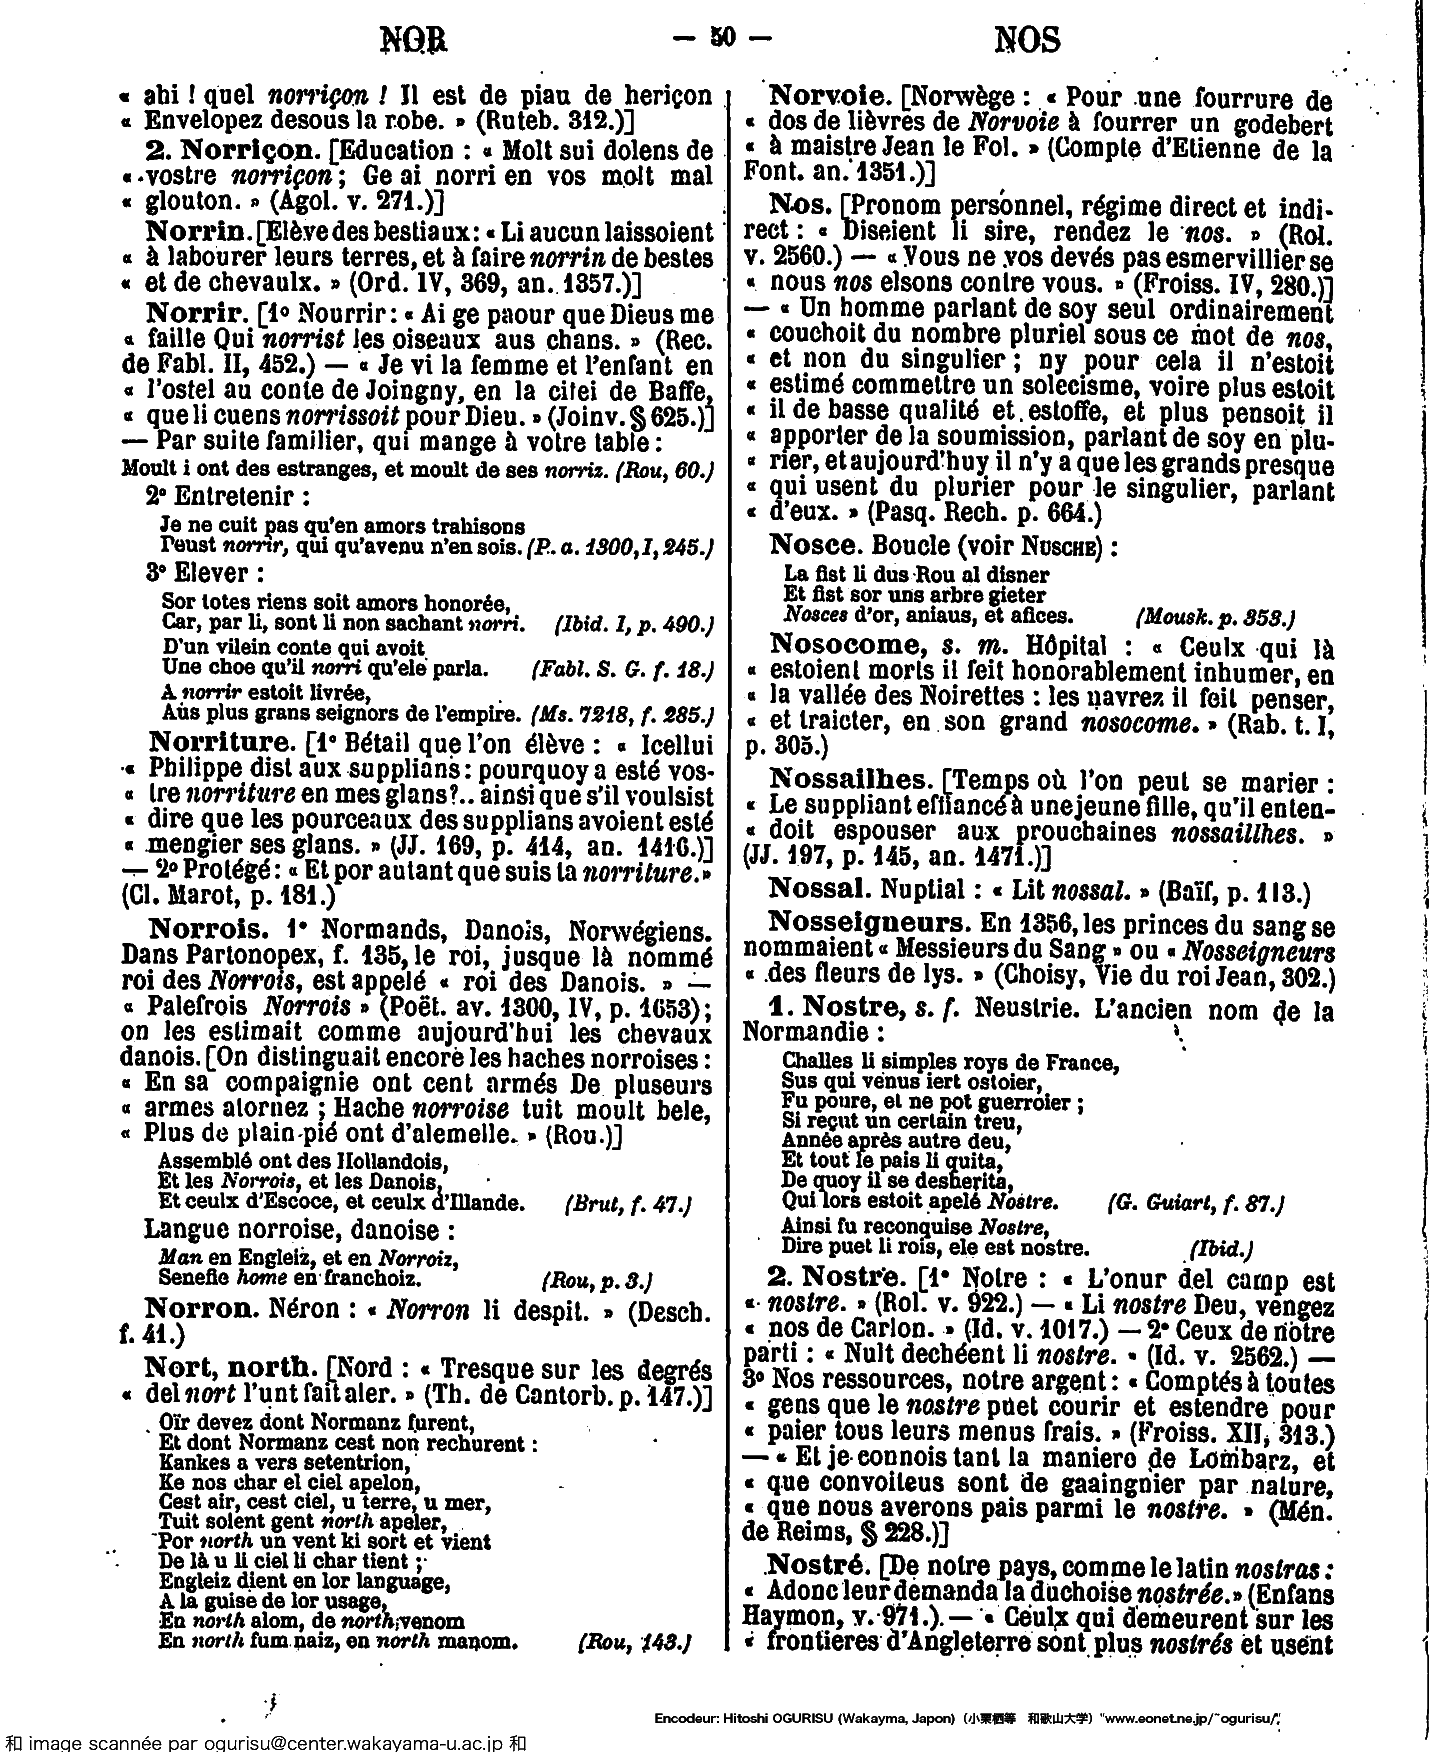 NOR — 50 — NOS
« ahi ! quel norriçon ! Il est de piau de heriçon
« Envelopez desous la robe. » (Ruteb. 312.)]
2. Norriçon. [Education : « Molt sui dolens de
« vostre norriçon ; Ge ai norri en vos molt mal
« glouton. » (Agol. v. 271.)]
Norrin. [Elève des bestiaux : « Li aucun laissoient
« à labourer leurs terres, et à faire norrin de bestes
« et de chevaulx. » (Ord. IV, 369, an. 1357.)]
Norrir. [1º Nourrir : « Ai ge paour que Dieus me
« faille Qui norrist les oiseaux aus chans. » (Rec.
de Fabl. II, 452.) — « Je vi la femme et l'enfant en
« l'ostel au conte de Joingny, en la citei de Baffe,
« que li cuens norrissoit pour Dieu. » (Joinv. § 625.)]
— Par suite familier, qui mange à votre table :
Moult i ont des estranges, et moult de ses norriz. (Rou, 60.)
2º Entretenir :
Je ne cuit pas qu'en amors trahisons
Peust norrir, qui qu'avenu n'en sois. (P. a. 1300, I, 245.)
3º Elever :
Sor totes riens soit amors honorée,
Car, par li, sont li non sachant norri. (Ibid. I, p. 490.)
D'un vilein conte qui avoit
Une choe qu'il norri qu'ele parla. (Fabl. S. G. f. 18.)
A norrir estoit livrée,
Aus plus grans seignors de l'empire. (Ms. 7218, f. 285.)
Norriture. [1º Bétail que l'on élève : « Icellui
« Philippe dist aux supplians : pourquoy a esté vos-
« tre norriture en mes glans ?.. ainsi que s'il voulsist
« dire que les pourceaux des supplians avoient esté
« mengier ses glans. » (JJ. 169, p. 414, an. 1416.)]
— 2º Protégé : « Et por autant que suis ta norriture. »
(Cl. Marot, p. 181.)
Norrois. 1º Normands, Danois, Norwégiens.
Dans Partonopex, f. 135, le roi, jusque là nommé
roi des Norrois, est appelé « roi des Danois. » —
« Palefrois Norrois » (Poët. av. 1300, IV, p. 1653) ;
on les estimait comme aujourd'hui les chevaux
danois. [On distinguait encore les haches norroises :
« En sa compaignie ont cent armés De pluseurs
« armes atornez ; Hache norroise tuit moult bele,
« Plus de plain pié ont d'alemelle. » (Rou.)]
Assemblé ont des Hollandois,
Et les Norrois, et les Danois,
Et ceulx d'Escoce, et ceulx d'Illande. (Brut, f. 47.)
Langue norroise, danoise :
Man en Engleiz, et en Norroiz,
Senefie home en franchoiz. (Rou, p. 3.)
Norron. Néron : « Norron li despit. » (Desch.
f. 41.)
Nort, north. [Nord : « Tresque sur les degrés
« del nort l'unt fait aler. » (Th. de Cantorb. p. 147.)]
Oïr devez dont Normanz furent,
Et dont Normanz cest non rechurent :
Kankes a vers setentrion,
Ke nos char el ciel apelon,
Cest air, cest ciel, u terre, u mer,
Tuit solent gent north apeler,
Por north un vent ki sort et vient
De là u li ciel li char tient ;
Engleiz dient en lor language,
A la guise de lor usage,
En north alom, de north venom
En north fum naiz, en north manom. (Rou, 143.)
Norvoie. [Norwège : « Pour une fourrure de
« dos de lièvres de Norvoie à fourrer un godebert
« à maistre Jean le Fol. » (Compte d'Etienne de la
Font. an. 1351.)]
Nos. [Pronom personnel, régime direct et indi-
rect : « Diseient li sire, rendez le nos. » (Rol.
v. 2560.) — « Vous ne vos devés pas esmervillier se
« nous nos elsons contre vous. » (Froiss. IV, 280.)]
— « Un homme parlant de soy seul ordinairement
« couchoit du nombre pluriel sous ce mot de nos,
« et non du singulier ; ny pour cela il n'estoit
« estimé commettre un solecisme, voire plus estoit
« il de basse qualité et estoffe, et plus pensoit il
« apporter de la soumission, parlant de soy en plu-
« rier, et aujourd'huy il n'y a que les grands presque
« qui usent du plurier pour le singulier, parlant
« d'eux. » (Pasq. Rech. p. 664.)
Nosce. Boucle (voir NUSCHE) :
La fist li dus Rou al disner
Et fist sor uns arbre gieter
Nosces d'or, aniaus, et afices. (Mousk. p. 353.)
Nosocome, s. m. Hôpital : « Ceulx qui là
« estoient morts il feit honorablement inhumer, en
« la vallée des Noirettes : les navrez il feit penser,
« et traicter, en son grand nosocome. » (Rab. t. I,
p. 305.)
Nossailhes. [Temps où l'on peut se marier :
« Le suppliant effiancé à une jeune fille, qu'il enten-
« doit espouser aux prouchaines nossaillhes. »
(JJ. 197, p. 145, an. 1471.)]
Nossal. Nuptial : « Lit nossal. » (Baïf, p. 113.)
Nosseigneurs. En 1356, les princes du sang se
nommaient « Messieurs du Sang » ou « Nosseigneurs
« des fleurs de lys. » (Choisy, Vie du roi Jean, 302.)
1. Nostre, s. f. Neustrie. L'ancien nom de la
Normandie :
Challes li simples roys de France,
Sus qui venus iert ostoier,
Fu poure, et ne pot guerroier ;
Si reçut un certain treu,
Année après autre deu,
Et tout le pais li quita,
De quoy il se desherita,
Qui lors estoit apelé Nostre. (G. Guiart, f. 87.)
Ainsi fu reconquise Nostre,
Dire puet li rois, ele est nostre. (Ibid.)
2. Nostre. [1º Notre : « L'onur del camp est
« nostre. » (Rol. v. 922.) — « Li nostre Deu, vengez
« nos de Carlon. » (Id. v. 1017.) — 2º Ceux de notre
parti : « Nuit dechéent li nostre. » (Id. v. 2562.) —
3º Nos ressources, notre argent : « Comptés à toutes
« gens que le nostre puet courir et estendre pour
« paier tous leurs menus frais. » (Froiss. XII, 313.)
— « Et je connois tant la maniere de Lombarz, et
« que convoiteus sont de gaaingnier par nature,
« que nous averons pais parmi le nostre. » (Mén.
de Reims, § 228.)]
Nostré. [De notre pays, comme le latin nostras :
« Adonc leur demanda la duchoise nostrée. » (Enfans
Haymon, v. 971.) — « Ceulx qui demeurent sur les
« frontieres d'Angleterre sont plus nostrés et usent
Encodeur: Hitoshi OGURISU (Wakayma, Japon) (小栗栖等 和歌山大学) "www.eonet.ne.jp/~ogurisu/"
和 image scannée par ogurisu@center.wakayama-u.ac.jp 和